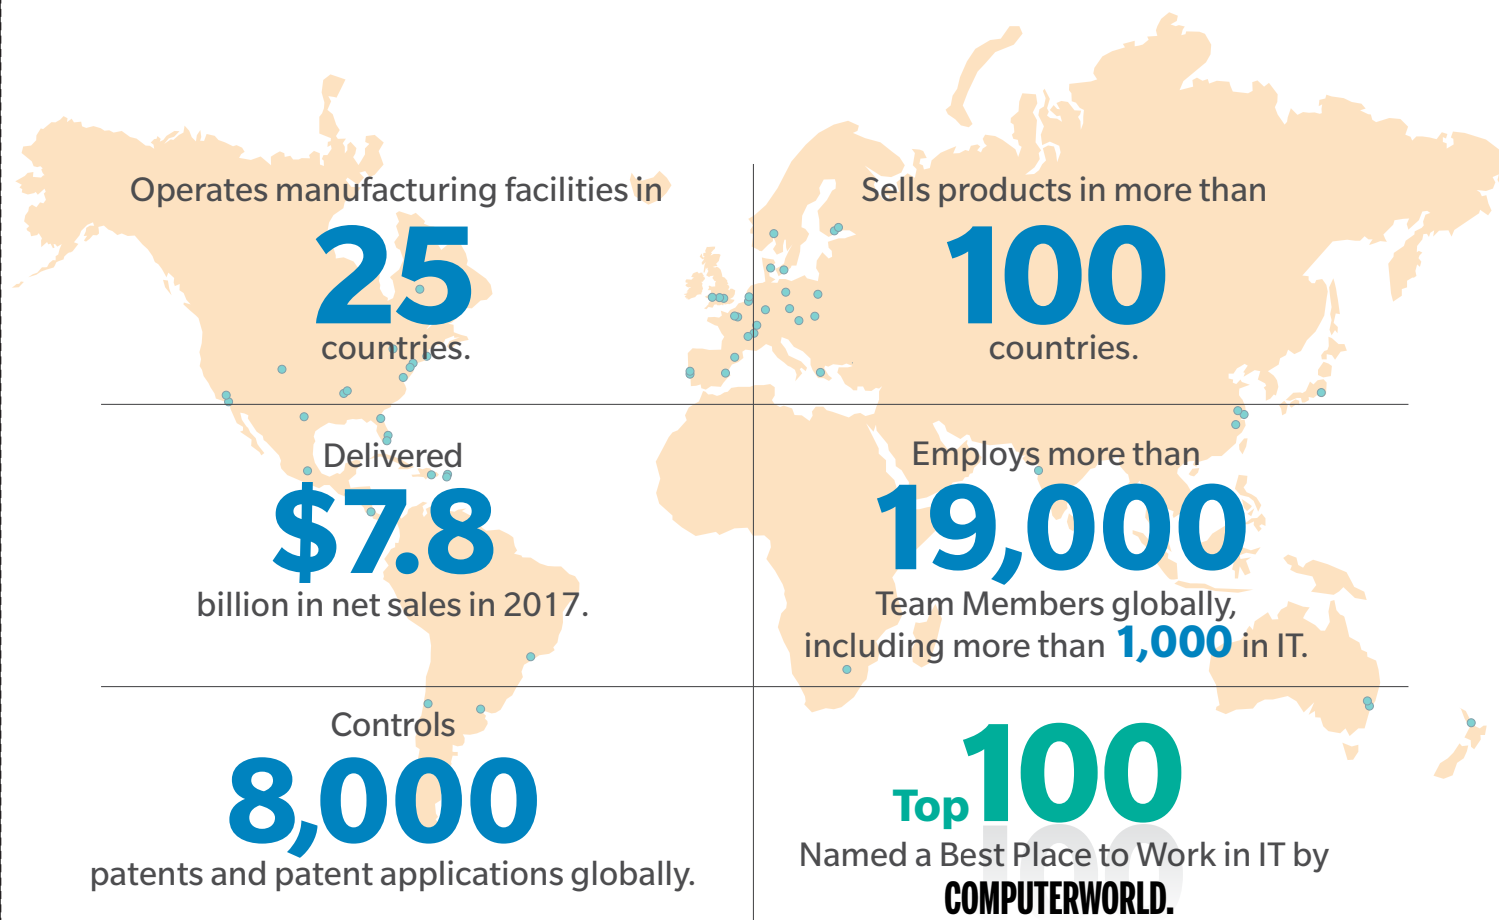 Operates manufacturing facilities in
25
countries.
Sells products in more than
100
countries.
Delivered
$7.8
billion in net sales in 2017.
Employs more than
19,000
Team Members globally,
including more than 1,000 in IT.
Controls
8,000
patents and patent applications globally.
Top 100
Named a Best Place to Work in IT by
COMPUTERWORLD.